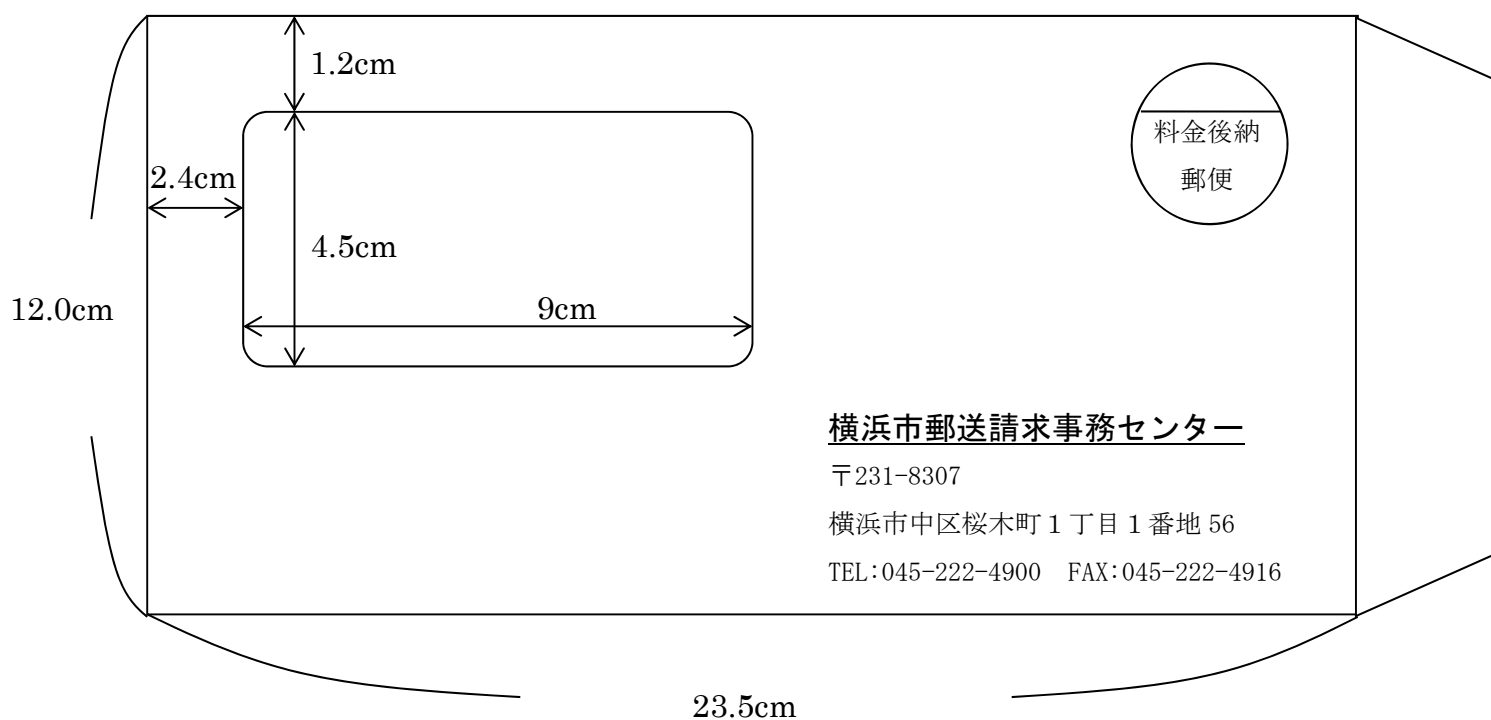 1.2cm
料金後納
郵便
2.4cm
4.5cm
9cm
12.0cm
横浜市郵送請求事務センター
〒231-8307
横浜市中区桜木町１丁目１番地 56
TEL:045-222-4900　FAX:045-222-4916
23.5cm